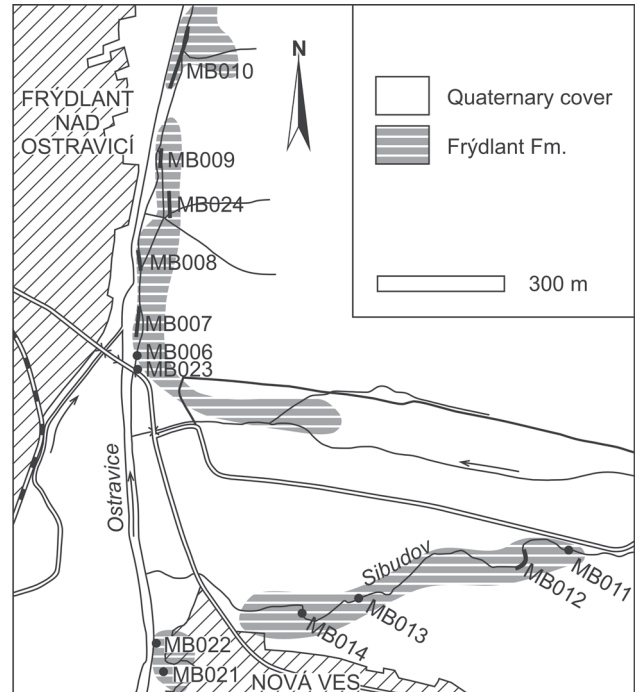 N
FRÝDLANT
NAD
OSTRAVICÍ
MB010
MB009
MB024
MB008
MB007
MB006
MB023
Quaternary cover
Frýdlant Fm.
300 m
Ostravice
Sibudov
MB011
MB012
MB013
MB014
MB022
MB021
NOVÁ VES